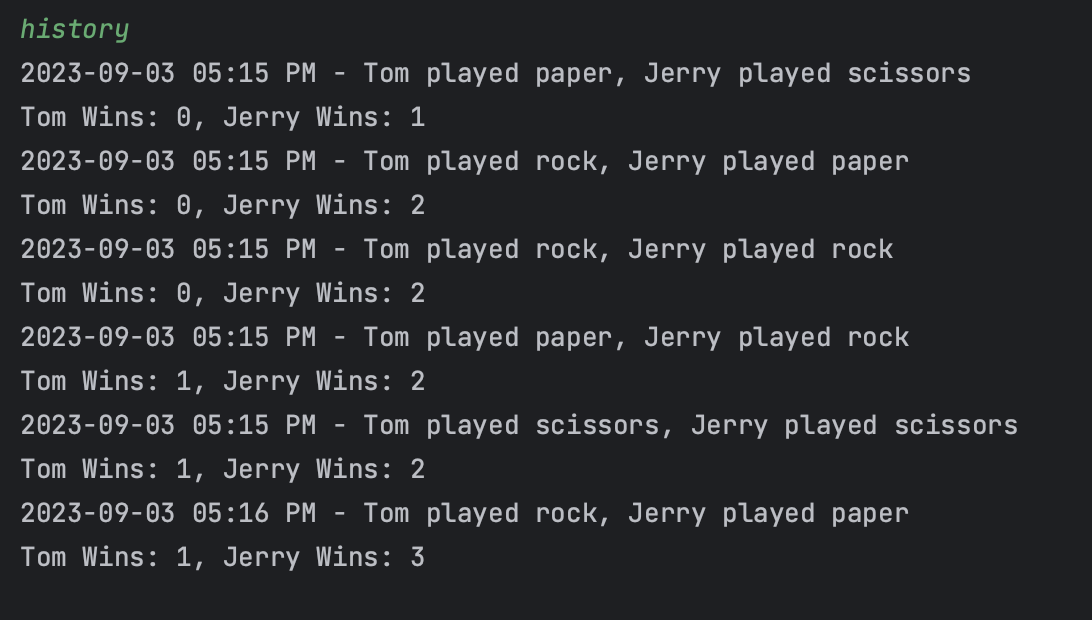 history
2023-09-03 05:15 PM - Tom played paper, Jerry played scissors
Tom Wins: 0, Jerry Wins: 1
2023-09-03 05:15 PM - Tom played rock, Jerry played paper
Tom Wins: 0, Jerry Wins: 2
2023-09-03 05:15 PM - Tom played rock, Jerry played rock
Tom Wins: 0, Jerry Wins: 2
2023-09-03 05:15 PM - Tom played paper, Jerry played rock
Tom Wins: 1, Jerry Wins: 2
2023-09-03 05:15 PM - Tom played scissors, Jerry played scissors
Tom Wins: 1, Jerry Wins: 2
2023-09-03 05:16 PM - Tom played rock, Jerry played paper
Tom Wins: 1, Jerry Wins: 3